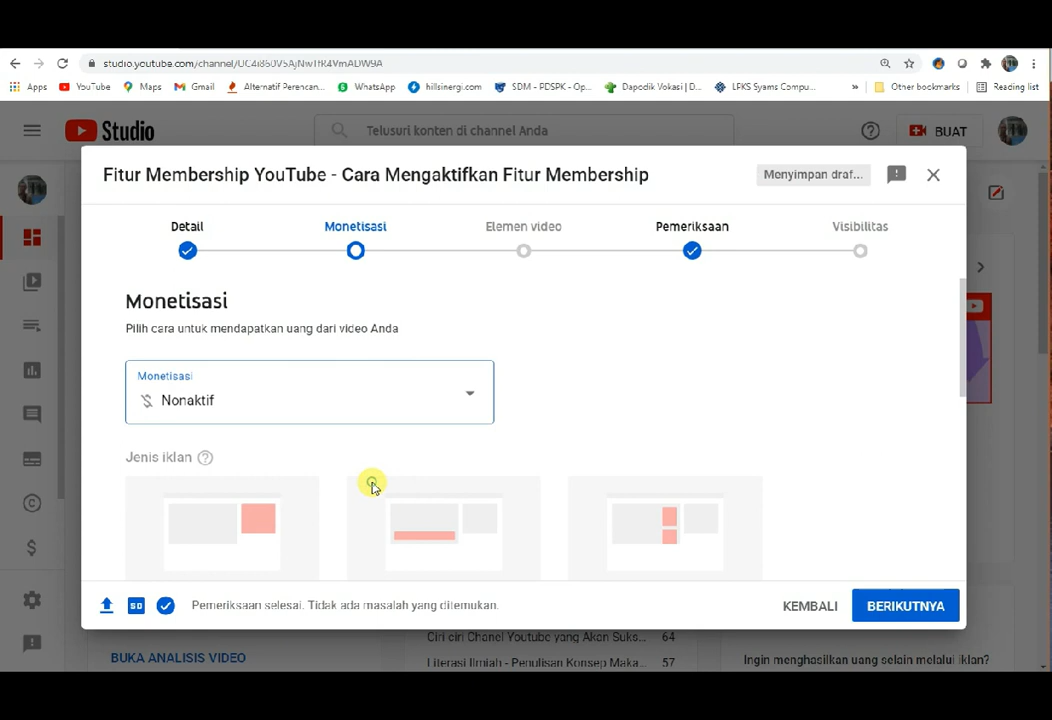 studio.youtube.com/channel/
Apps YouTube Maps Gmail Alternatif Perencan... WhatsApp hillsinergi.com SDM - PDSPK - Op... Dapodik Vokasi | D... LPKS Syams Compu... » Other bookmarks Reading list
Studio Telusuri konten di channel Anda BUAT
Fitur Membership YouTube - Cara Mengaktifkan Fitur Membership Menyimpan draf...
Detail Monetisasi Elemen video Pemeriksaan Visibilitas
Monetisasi
Pilih cara untuk mendapatkan uang dari video Anda
Monetisasi
Nonaktif
Jenis iklan
SD Pemeriksaan selesai. Tidak ada masalah yang ditemukan. KEMBALI BERIKUTNYA
Ciri ciri Chanel Youtube yang Akan Suks... 64
BUKA ANALISIS VIDEO Literasi Ilmiah - Penulisan Konsep Maka... 57 Ingin menghasilkan uang selain melalui iklan?